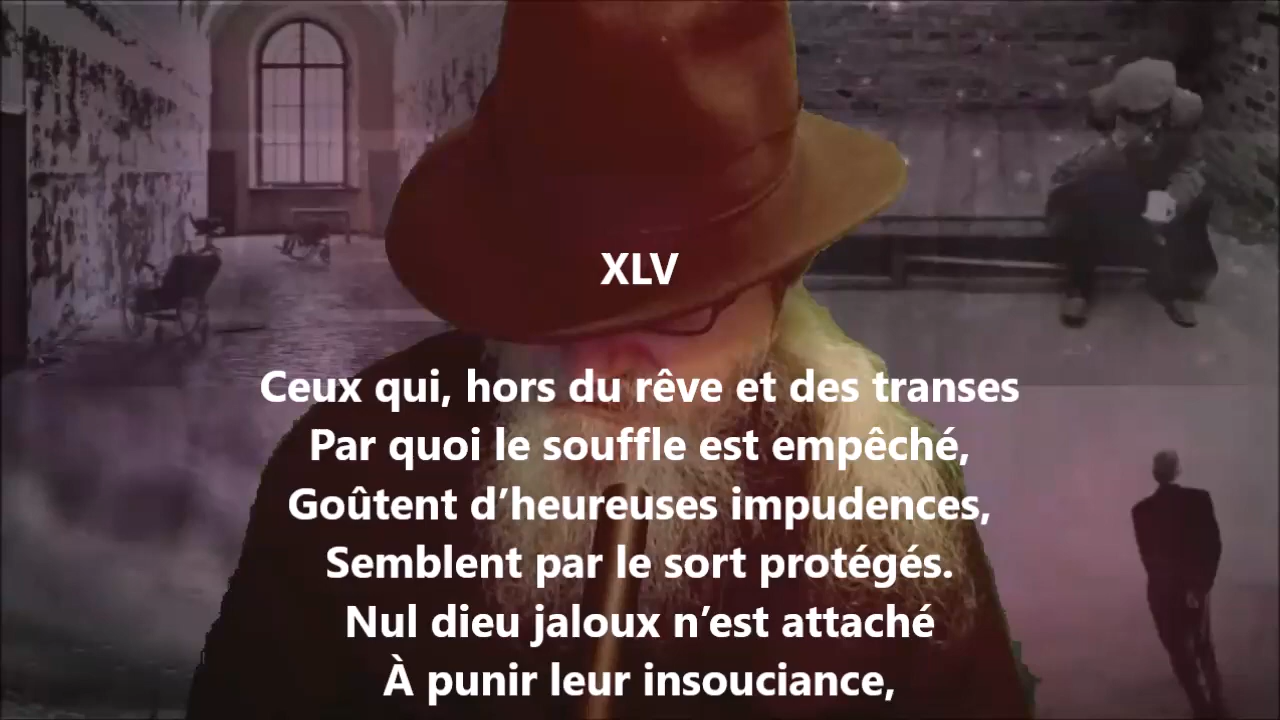 XLV
Ceux qui, hors du rêve et des transes
Par quoi le souffle est empêché,
Goûtent d’heureuses impudences,
Semblent par le sort protégés.
Nul dieu jaloux n’est attaché
À punir leur insouciance,